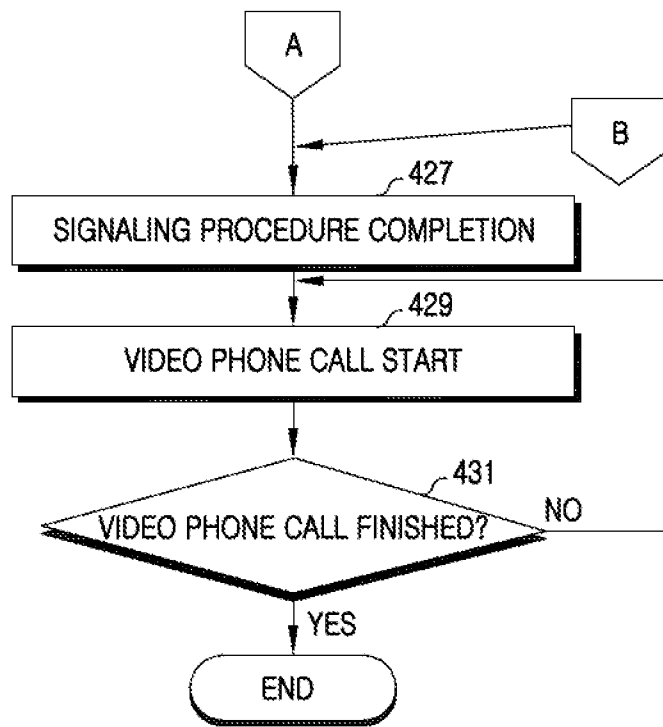 A
B
427
SIGNALING PROCEDURE COMPLETION
429
VIDEO PHONE CALL START
431
VIDEO PHONE CALL FINISHED?
NO
YES
END